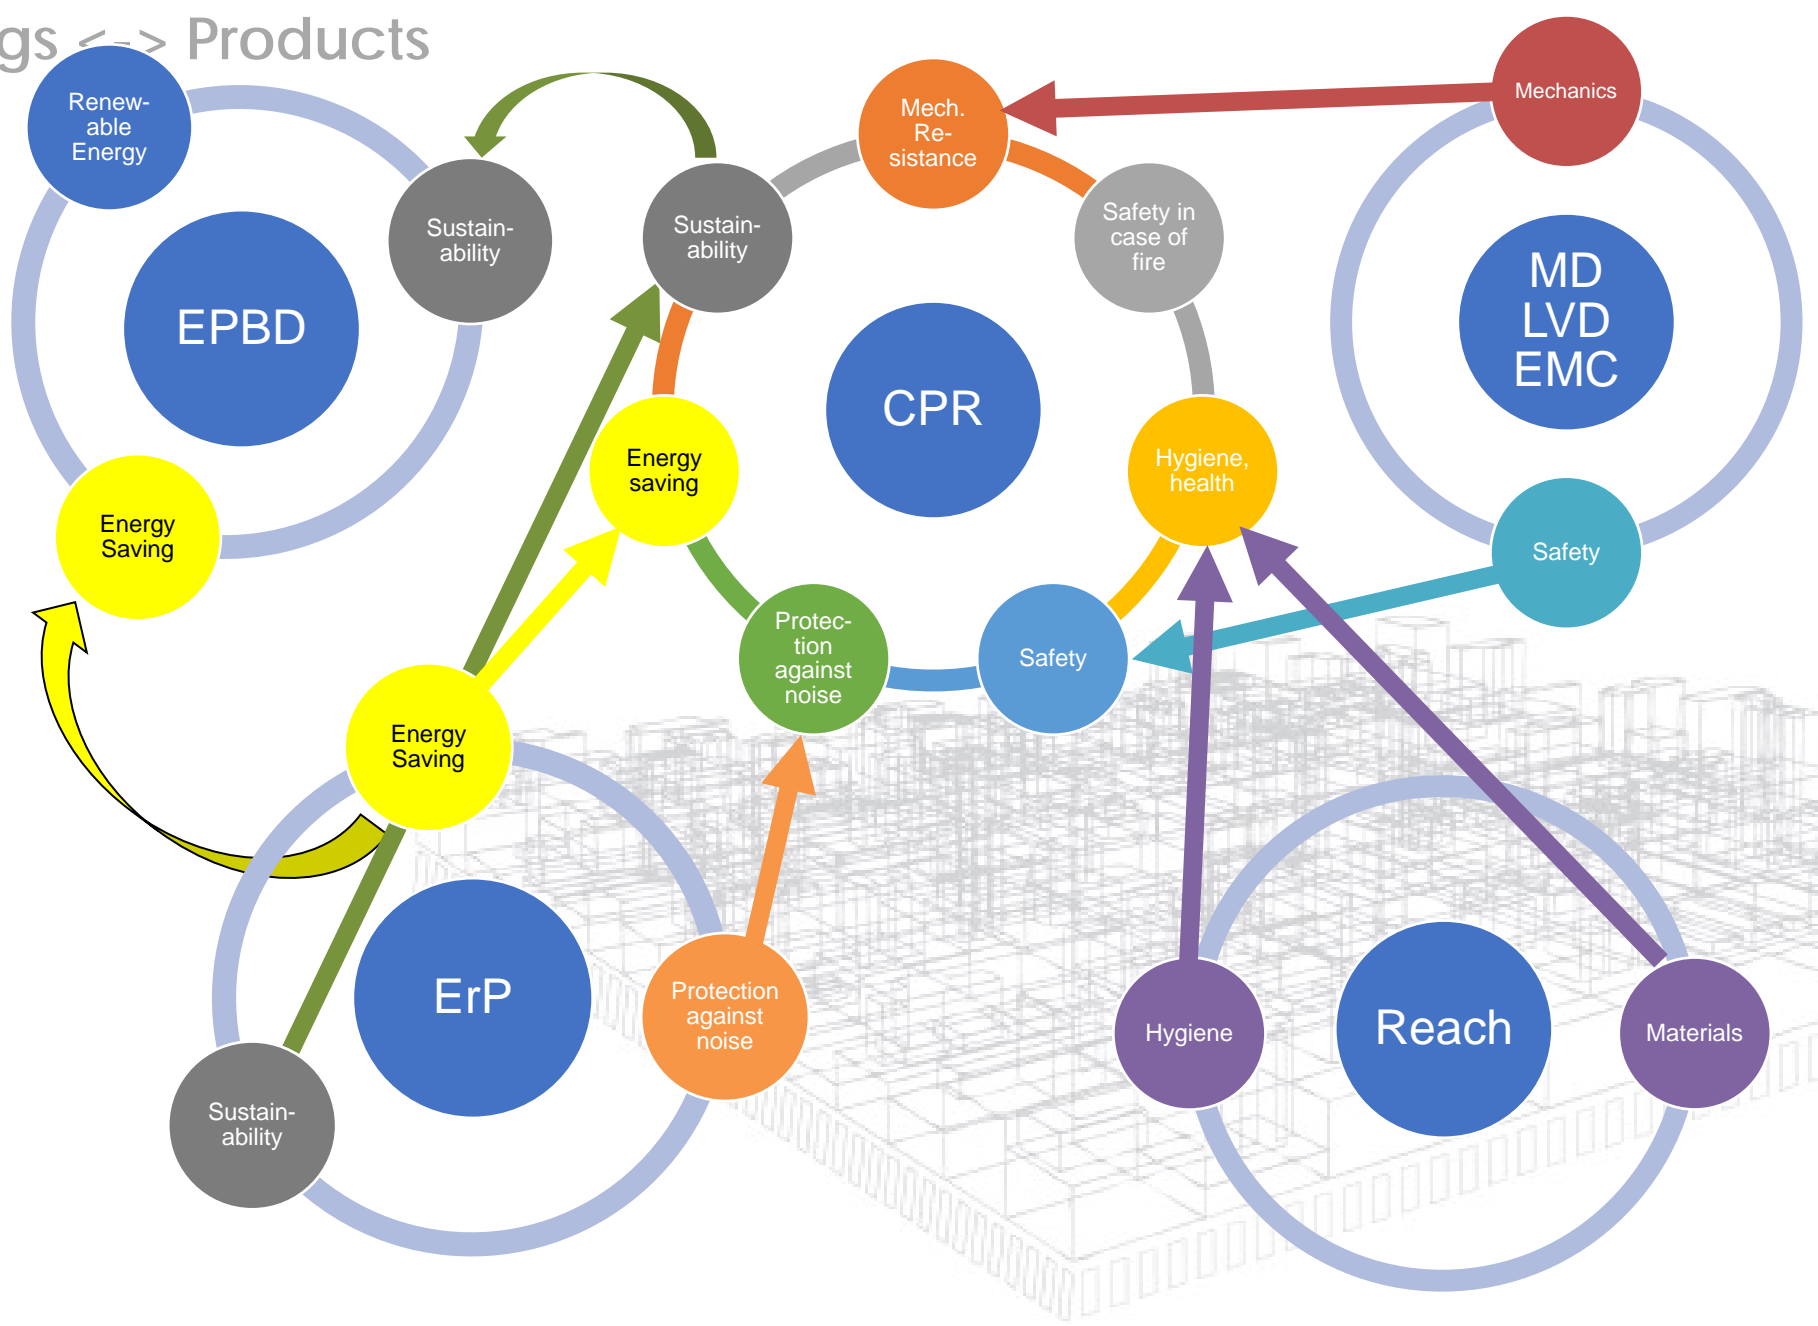 gs <-> Products
Renew-
able
Energy
Sustain-
ability
EPBD
Energy
Saving
Mech.
Re-
sistance
Sustain-
ability
Safety in
case of
fire
CPR
Energy
saving
Hygiene,
health
Protec-
tion
against
noise
Safety
Mechanics
MD
LVD
EMC
Safety
Energy
Saving
ErP
Protection
against
noise
Sustain-
ability
Hygiene
Reach
Materials